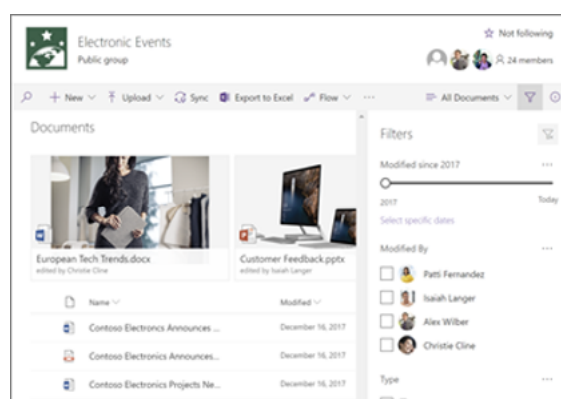 Electronic Events
Public group
Not following
24 members
New
Upload
Sync
Export to Excel
Flow
...
All Documents
Documents
European Tech Trends.docx
edited by Christie Cline
Customer Feedback.pptx
edited by Isaiah Langer
Name
Modified
Contoso Electroncs Announces ...
December 16, 2017
Contoso Electronics Announces...
December 16, 2017
Contoso Electronics Projects Ne...
December 16, 2017
Filters
Modified since 2017
...
2017
Today
Select specific dates
Modified By
...
Patti Fernandez
Isaiah Langer
Alex Wilber
Christie Cline
Type
...